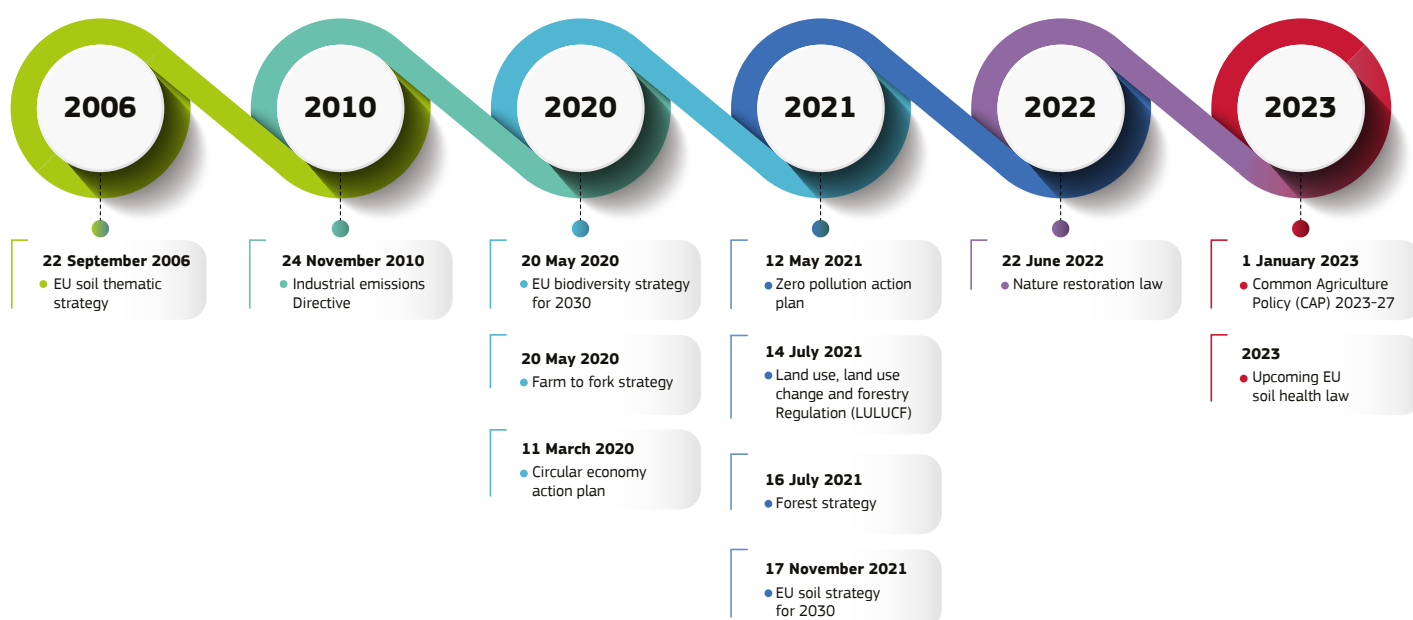 2006
2010
2020
2021
2022
2023
22 September 2006
EU soil thematic
strategy
24 November 2010
Industrial emissions
Directive
20 May 2020
EU biodiversity strategy
for 2030
20 May 2020
Farm to fork strategy
11 March 2020
Circular economy
action plan
12 May 2021
Zero pollution action
plan
14 July 2021
Land use, land use
change and forestry
Regulation (LULUCF)
16 July 2021
Forest strategy
17 November 2021
EU soil strategy
for 2030
22 June 2022
Nature restoration law
1 January 2023
Common Agriculture
Policy (CAP) 2023-27
2023
Upcoming EU
soil health law